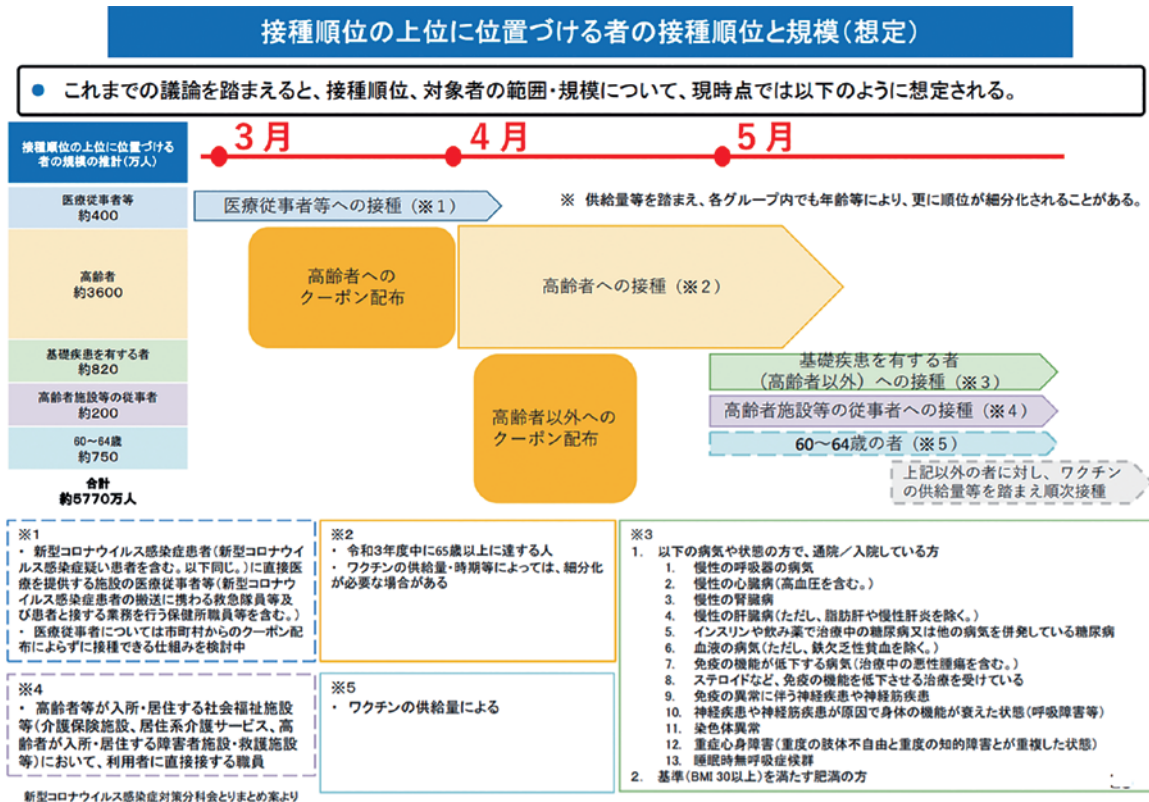 接種順位の上位に位置づける者の接種順位と規模（想定）
● これまでの議論を踏まえると、接種順位、対象者の範囲・規模について、現時点では以下のように想定される。
接種順位の上位に位置づける
者の規模の推計（万人）
3月
4月
5月
医療従事者等
約400
医療従事者等への接種（※1）
※ 供給量等を踏まえ、各グループ内でも年齢等により、更に順位が細分化されることがある。
高齢者
約3600
高齢者への
クーポン配布
高齢者への接種（※2）
基礎疾患を有する者
約820
基礎疾患を有する者
（高齢者以外）への接種（※3）
高齢者施設等の従事者
約200
高齢者以外への
クーポン配布
高齢者施設等の従事者への接種（※4）
60～64歳
約750
60～64歳の者（※5）
合計
約5770万人
上記以外の者に対し、ワクチン
の供給量等を踏まえ順次接種
※1
・ 新型コロナウイルス感染症患者（新型コロナウイ
ルス感染症疑い患者を含む。以下同じ。）に直接医
療を提供する施設の医療従事者等（新型コロナウ
イルス感染症患者の搬送に携わる救急隊員等及
び患者と接する業務を行う保健所職員等を含む。）
・ 医療従事者については市町村からのクーポン配
布によらずに接種できる仕組みを検討中
※2
・ 令和3年度中に65歳以上に達する人
・ ワクチンの供給量・時期等によっては、細分化
が必要な場合がある
※3
1. 以下の病気や状態の方で、通院／入院している方
1. 慢性の呼吸器の病気
2. 慢性の心臓病（高血圧を含む。）
3. 慢性の腎臓病
4. 慢性の肝臓病（ただし、脂肪肝や慢性肝炎を除く。）
5. インスリンや飲み薬で治療中の糖尿病又は他の病気を併発している糖尿病
6. 血液の病気（ただし、鉄欠乏性貧血を除く。）
7. 免疫の機能が低下する病気（治療中の悪性腫瘍を含む。）
8. ステロイドなど、免疫の機能を低下させる治療を受けている
9. 免疫の異常に伴う神経疾患や神経筋疾患
10. 神経疾患や神経筋疾患が原因で身体の機能が衰えた状態（呼吸障害等）
11. 染色体異常
12. 重症心身障害（重度の肢体不自由と重度の知的障害とが重複した状態）
13. 睡眠時無呼吸症候群
2. 基準（BMI 30以上）を満たす肥満の方
※4
・ 高齢者等が入所・居住する社会福祉施設
等（介護保険施設、居住系介護サービス、高
齢者が入所・居住する障害者施設・救護施設
等）において、利用者に直接接する職員
※5
・ ワクチンの供給量による
新型コロナウイルス感染症対策分科会とりまとめ案より